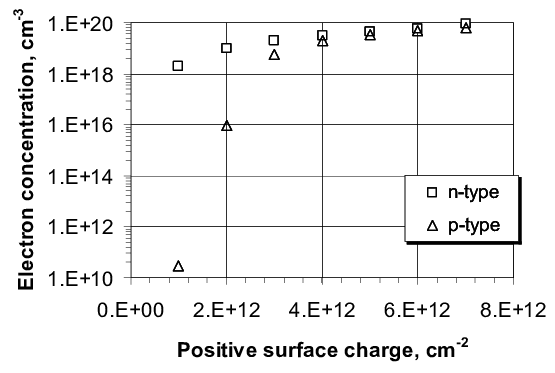 Electron concentration, cm-3
1.E+20
1.E+18
1.E+16
1.E+14
1.E+12
1.E+10
n-type
p-type
0.E+00 2.E+12 4.E+12 6.E+12 8.E+12
Positive surface charge, cm-2